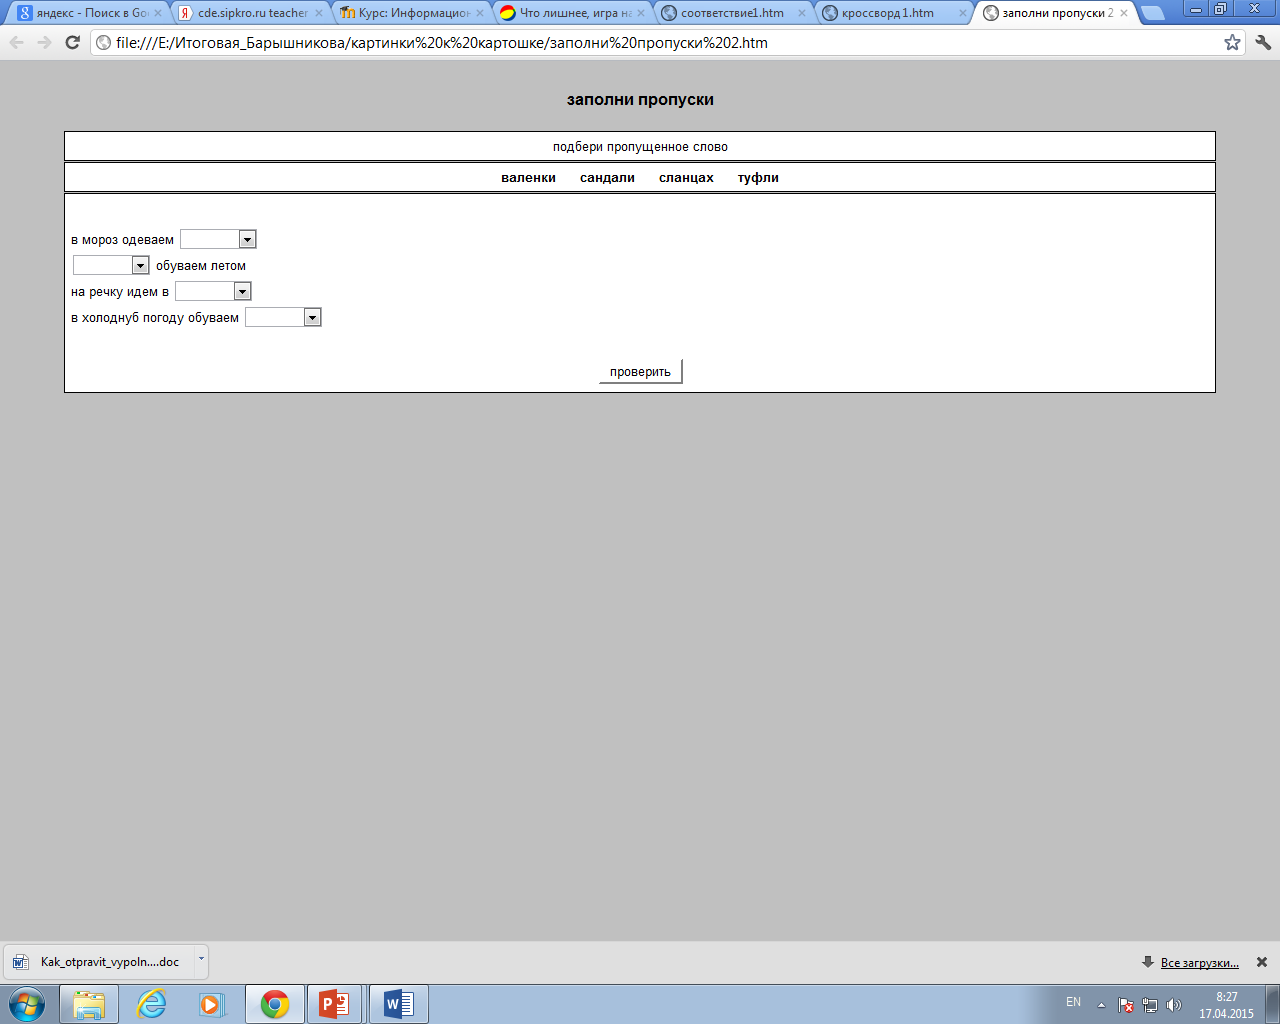 яндекс - Поиск в Go
cde.sipkro.ru teacher
Курс: Информацион
Что лишнее, игра на
соответствие1.htm
кроссворд 1.htm
заполни пропуски 2
file:///E:/Итоговая_Барышникова/картинки%20к%20картошке/заполни%20пропуски%202.htm
заполни пропуски
подбери пропущенное слово
валенки сандали сланцах туфли
в мороз одеваем
обуваем летом
на речку идем в
в холоднуб погоду обуваем
проверить
Kak_otpravit_vypoln....doc
Все загрузки...
EN
8:27
17.04.2015